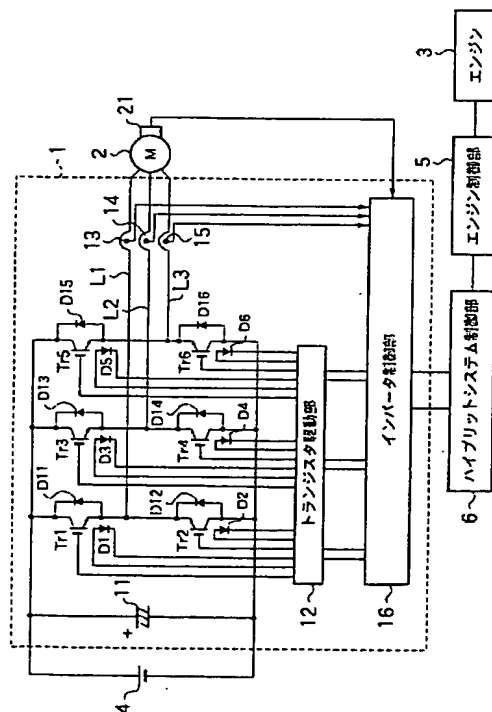 1
2
21
M
13
14
15
L1
L2
L3
D15
D16
Tr5
Tr6
D5
D6
D13
D14
Tr3
Tr4
D3
D4
D11
D12
Tr1
Tr2
D1
D2
11
+
4
トランジスタ駆動部
12
インバータ制御部
16
ハイブリットシステム制御部
6
エンジン制御部
5
エンジン
3